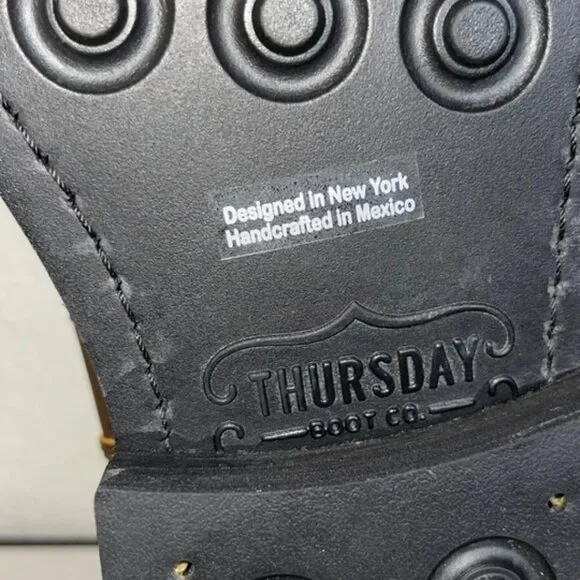 Designed in New York
Handcrafted in Mexico
THURSDAY
BOOT CO.